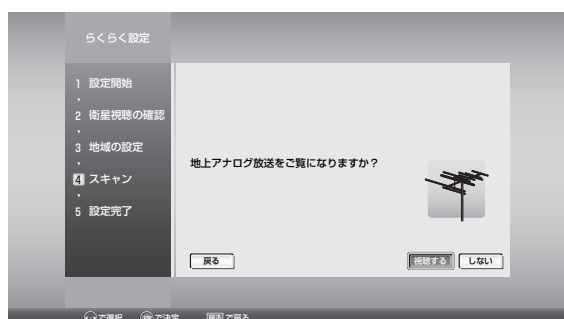 らくらく設定
1 設定開始
2 衛星視聴の確認
3 地域の設定
4 スキャン
5 設定完了
地上アナログ放送をご覧になりますか？
戻る 視聴する しない
で選択 で決定 戻る で戻る